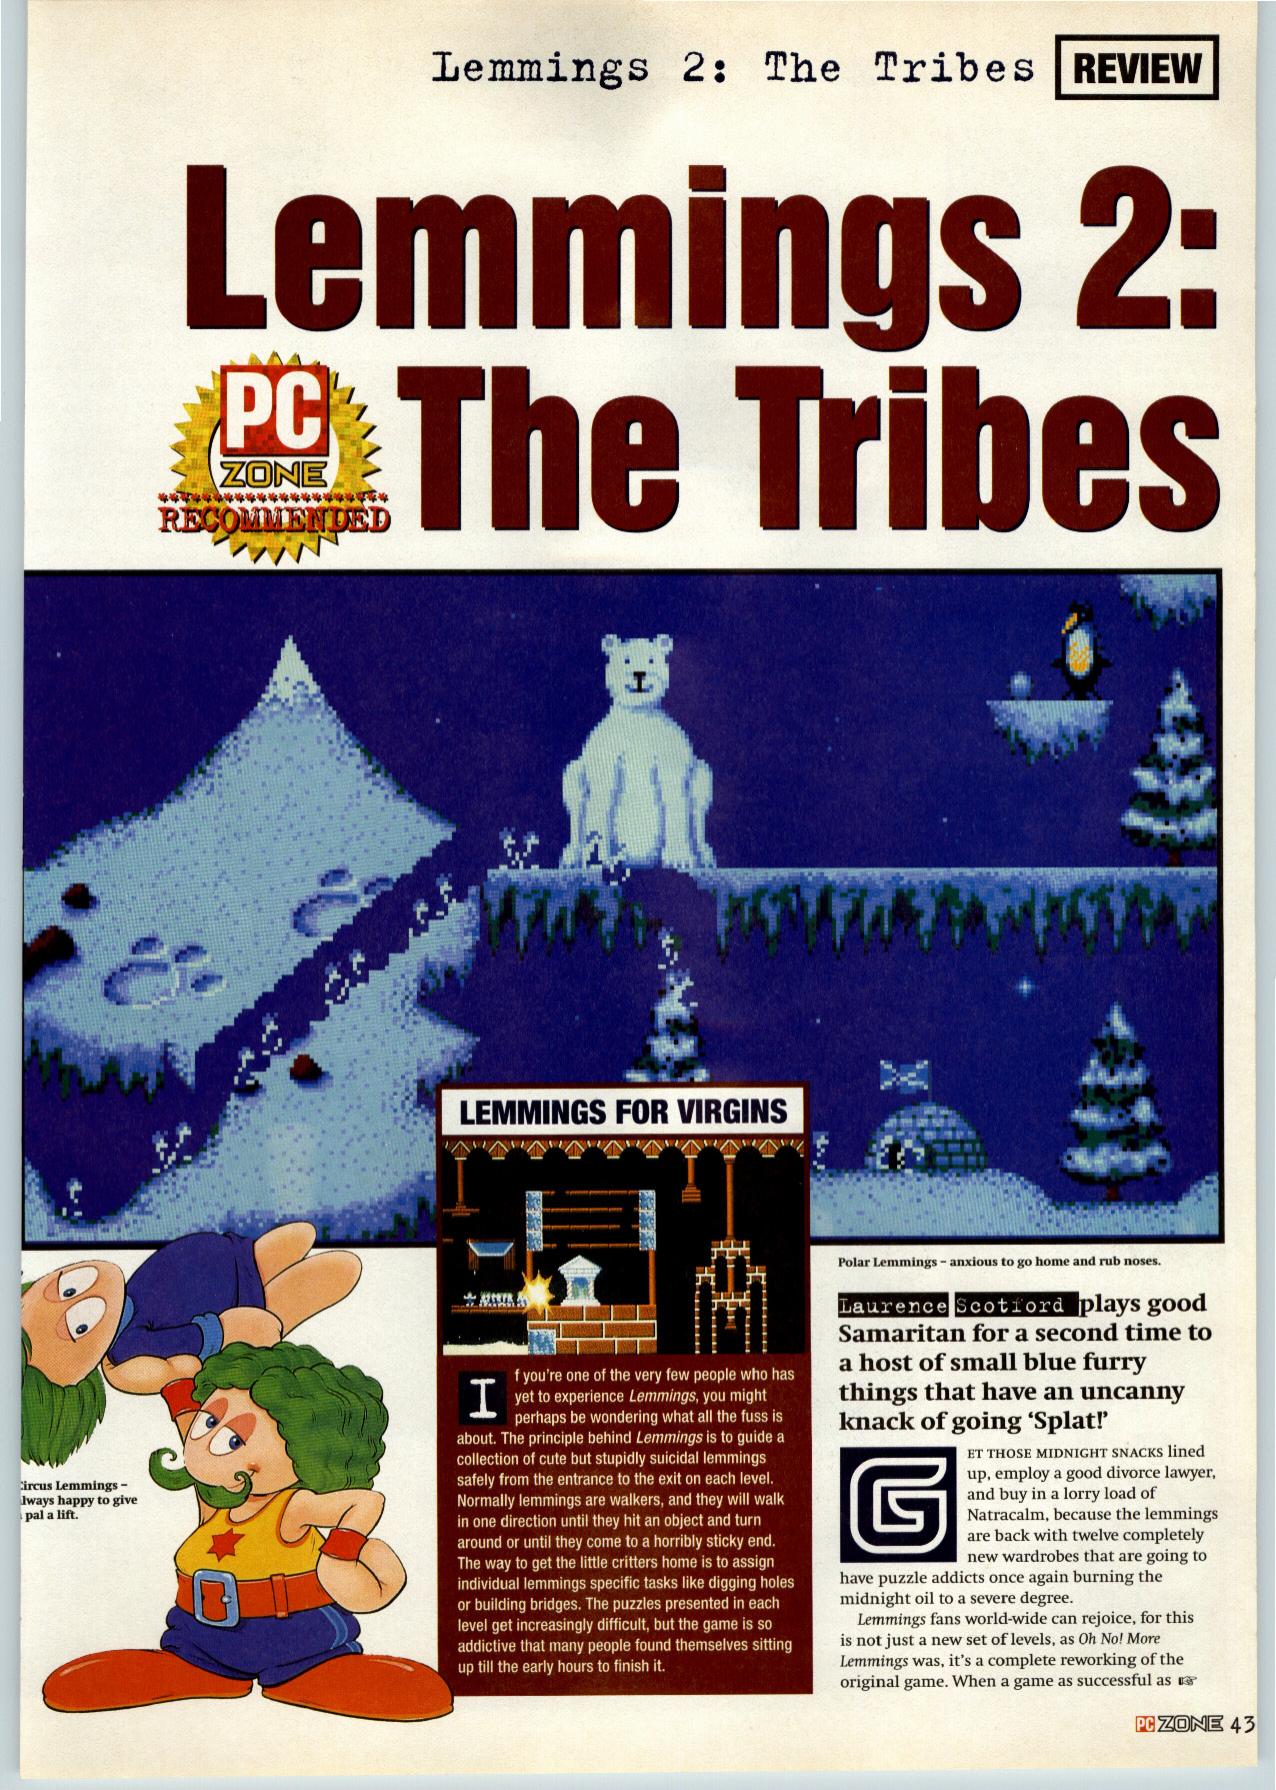 Lemmings 2: The Tribes REVIEW
Lemmings 2:
The Tribes
PC
ZONE
RECOMMENDED
LEMMINGS FOR VIRGINS
If you're one of the very few people who has
yet to experience Lemmings, you might
perhaps be wondering what all the fuss is
about. The principle behind Lemmings is to guide a
collection of cute but stupidly suicidal lemmings
safely from the entrance to the exit on each level.
Normally lemmings are walkers, and they will walk
in one direction until they hit an object and turn
around or until they come to a horribly sticky end.
The way to get the little critters home is to assign
individual lemmings specific tasks like digging holes
or building bridges. The puzzles presented in each
level get increasingly difficult, but the game is so
addictive that many people found themselves sitting
up till the early hours to finish it.
Circus Lemmings –
always happy to give
pal a lift.
Polar Lemmings – anxious to go home and rub noses.
Laurence Scotford plays good
Samaritan for a second time to
a host of small blue furry
things that have an uncanny
knack of going ‘Splat!’
GET THOSE MIDNIGHT SNACKS lined
up, employ a good divorce lawyer,
and buy in a lorry load of
Natracalm, because the lemmings
are back with twelve completely
new wardrobes that are going to
have puzzle addicts once again burning the
midnight oil to a severe degree.
Lemmings fans world-wide can rejoice, for this
is not just a new set of levels, as Oh No! More
Lemmings was, it's a complete reworking of the
original game. When a game as successful as ☞
PC ZONE 43